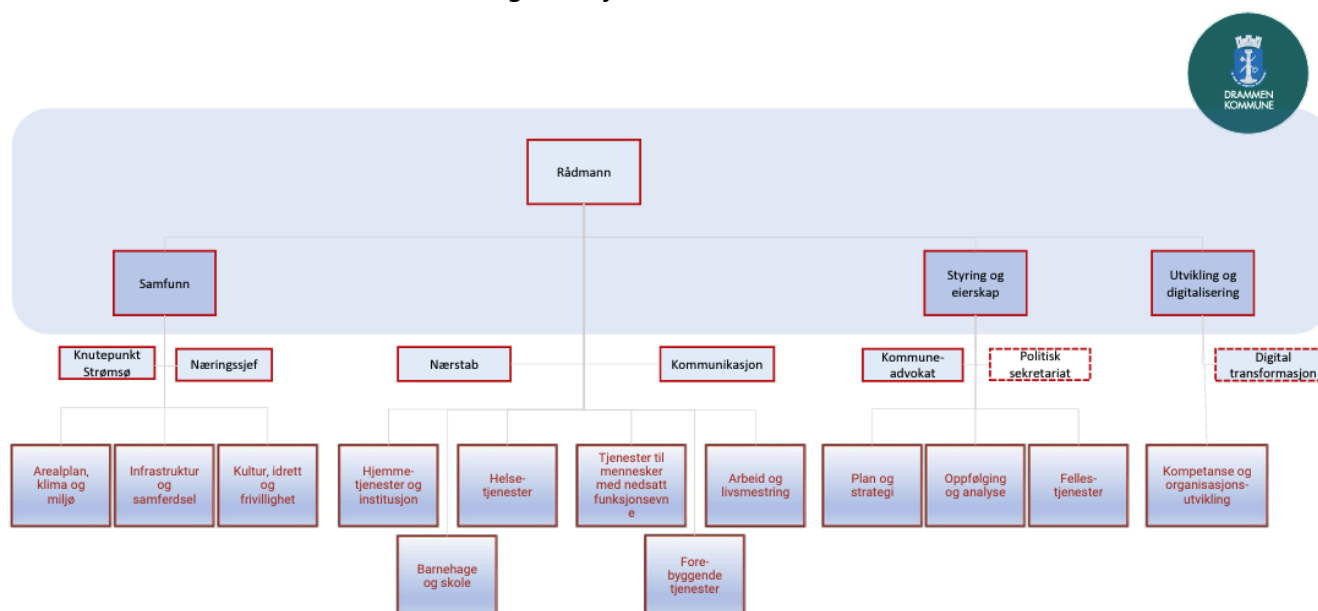 DRAMMEN
KOMMUNE
Rådmann
Samfunn
Styring og
eierskap
Utvikling og
digitalisering
Knutepunkt
Strømsø
Næringssjef
Nærstab
Kommunikasjon
Kommune-
advokat
Politisk
sekretariat
Digital
transformasjon
Arealplan,
klima og
miljø
Infrastruktur
og
samferdsel
Kultur, idrett
og
frivillighet
Hjemme-
tjenester og
institusjon
Helse-
tjenester
Tjenester til
mennesker
med nedsatt
funksjonsevn
e
Arbeid og
livsmestring
Plan og
strategi
Oppfølging
og analyse
Felles-
tjenester
Kompetanse og
organisasjons-
utvikling
Barnehage
og skole
Fore-
byggende
tjenester